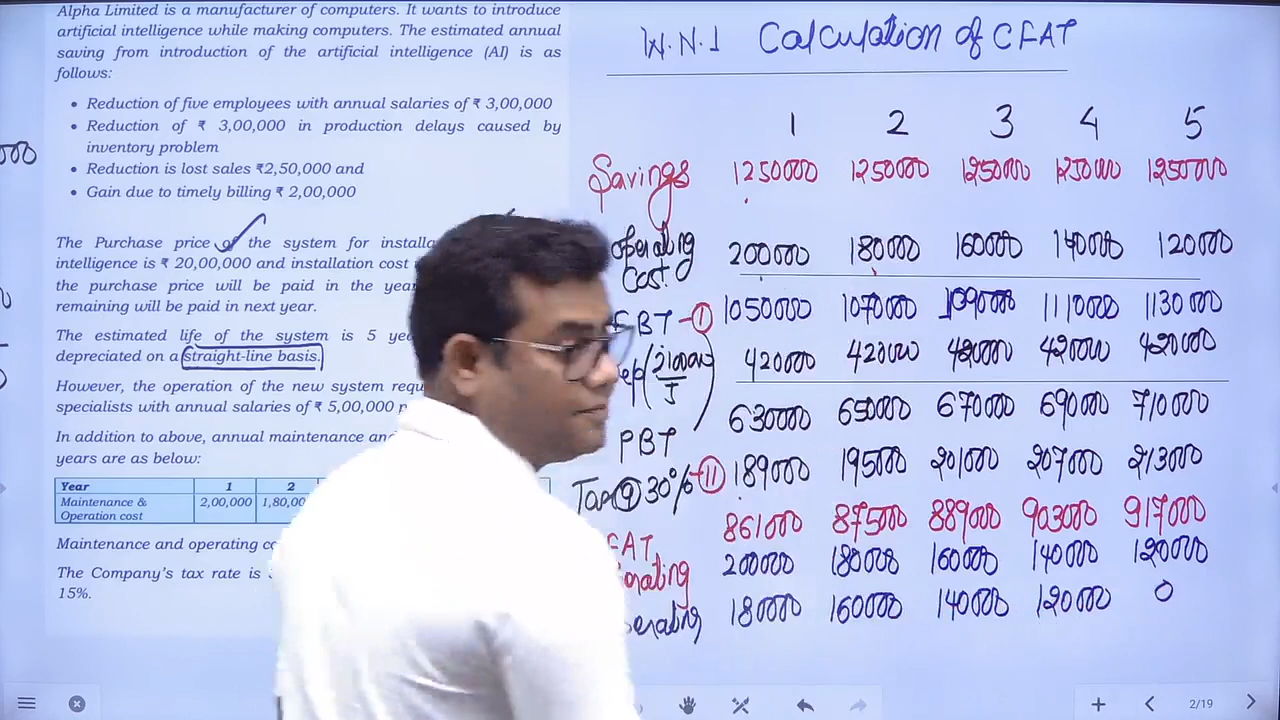 Alpha Limited is a manufacturer of computers. It wants to introduce
artificial intelligence while making computers. The estimated annual
saving from introduction of the artificial intelligence (AI) is as
follows:
• Reduction of five employees with annual salaries of ₹ 3,00,000
• Reduction of ₹ 3,00,000 in production delays caused by
inventory problem
• Reduction is lost sales ₹2,50,000 and
• Gain due to timely billing ₹ 2,00,000
The Purchase price of the system for installa
intelligence is ₹ 20,00,000 and installation cost
the purchase price will be paid in the year
remaining will be paid in next year.
The estimated life of the system is 5 yea
depreciated on a straight-line basis.
However, the operation of the new system requ
specialists with annual salaries of ₹ 5,00,000 p
In addition to above, annual maintenance and
years are as below:
Year 1 2
Maintenance & Operation cost 2,00,000 1,80,00
Maintenance and operating co
The Company's tax rate is
15%.
W.N.1 Calculation of CFAT
1 2 3 4 5
Savings 1250000 1250000 1250000 1250000 1250000
Operating Cost 200000 180000 160000 140000 120000
BT - I 1050000 1070000 1090000 1110000 1130000
ep 420000 420000 420000 420000 420000
630000 650000 670000 690000 710000
PBT
Tax @ 30% - II 189000 195000 201000 207000 213000
FAT 861000 875000 889000 903000 917000
erating 200000 180000 160000 140000 120000
erating 180000 160000 140000 120000 0
2/19